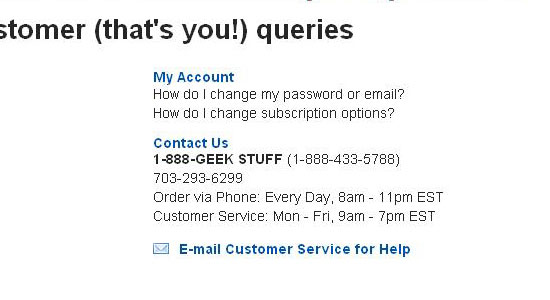 stomer (that's you!) queries
My Account
How do I change my password or email?
How do I change subscription options?
Contact Us
1-888-GEEK STUFF (1-888-433-5788)
703-293-6299
Order via Phone: Every Day, 8am - 11pm EST
Customer Service: Mon - Fri, 9am - 7pm EST
E-mail Customer Service for Help